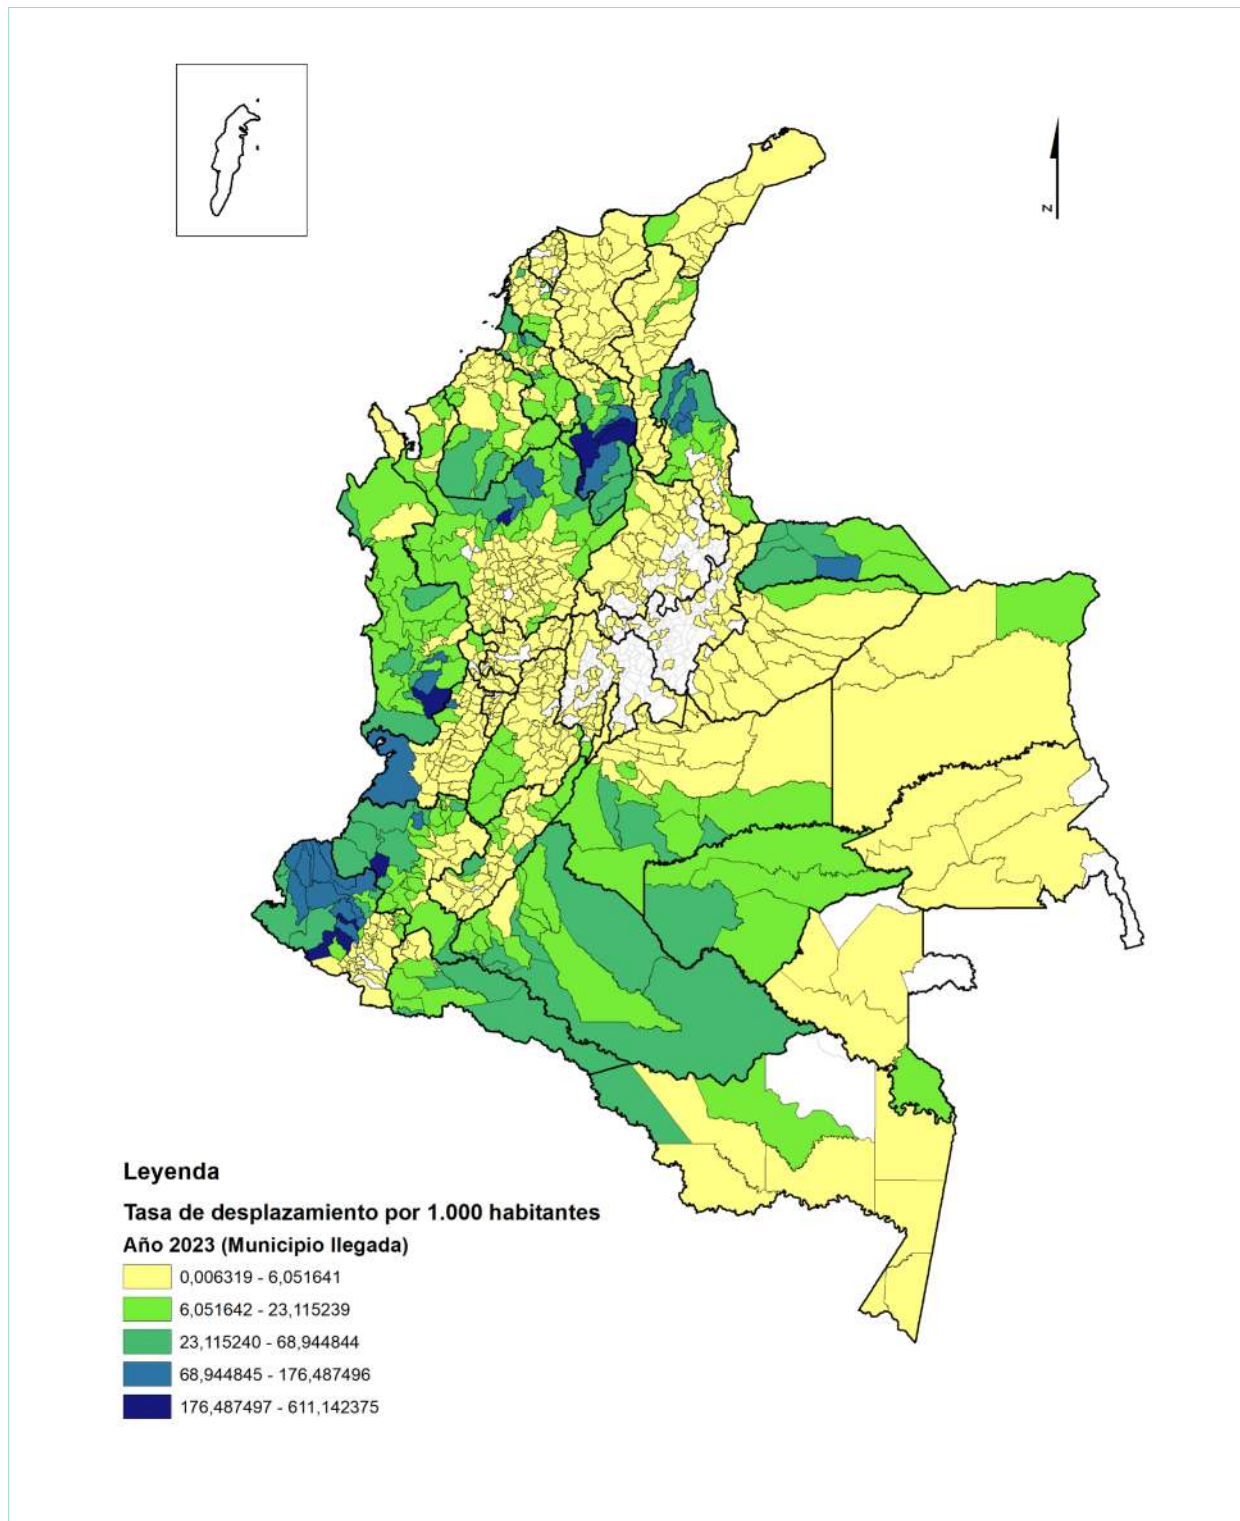 N
Leyenda
Tasa de desplazamiento por 1.000 habitantes
Año 2023 (Municipio llegada)
0,006319 - 6,051641
6,051642 - 23,115239
23,115240 - 68,944844
68,944845 - 176,487496
176,487497 - 611,142375